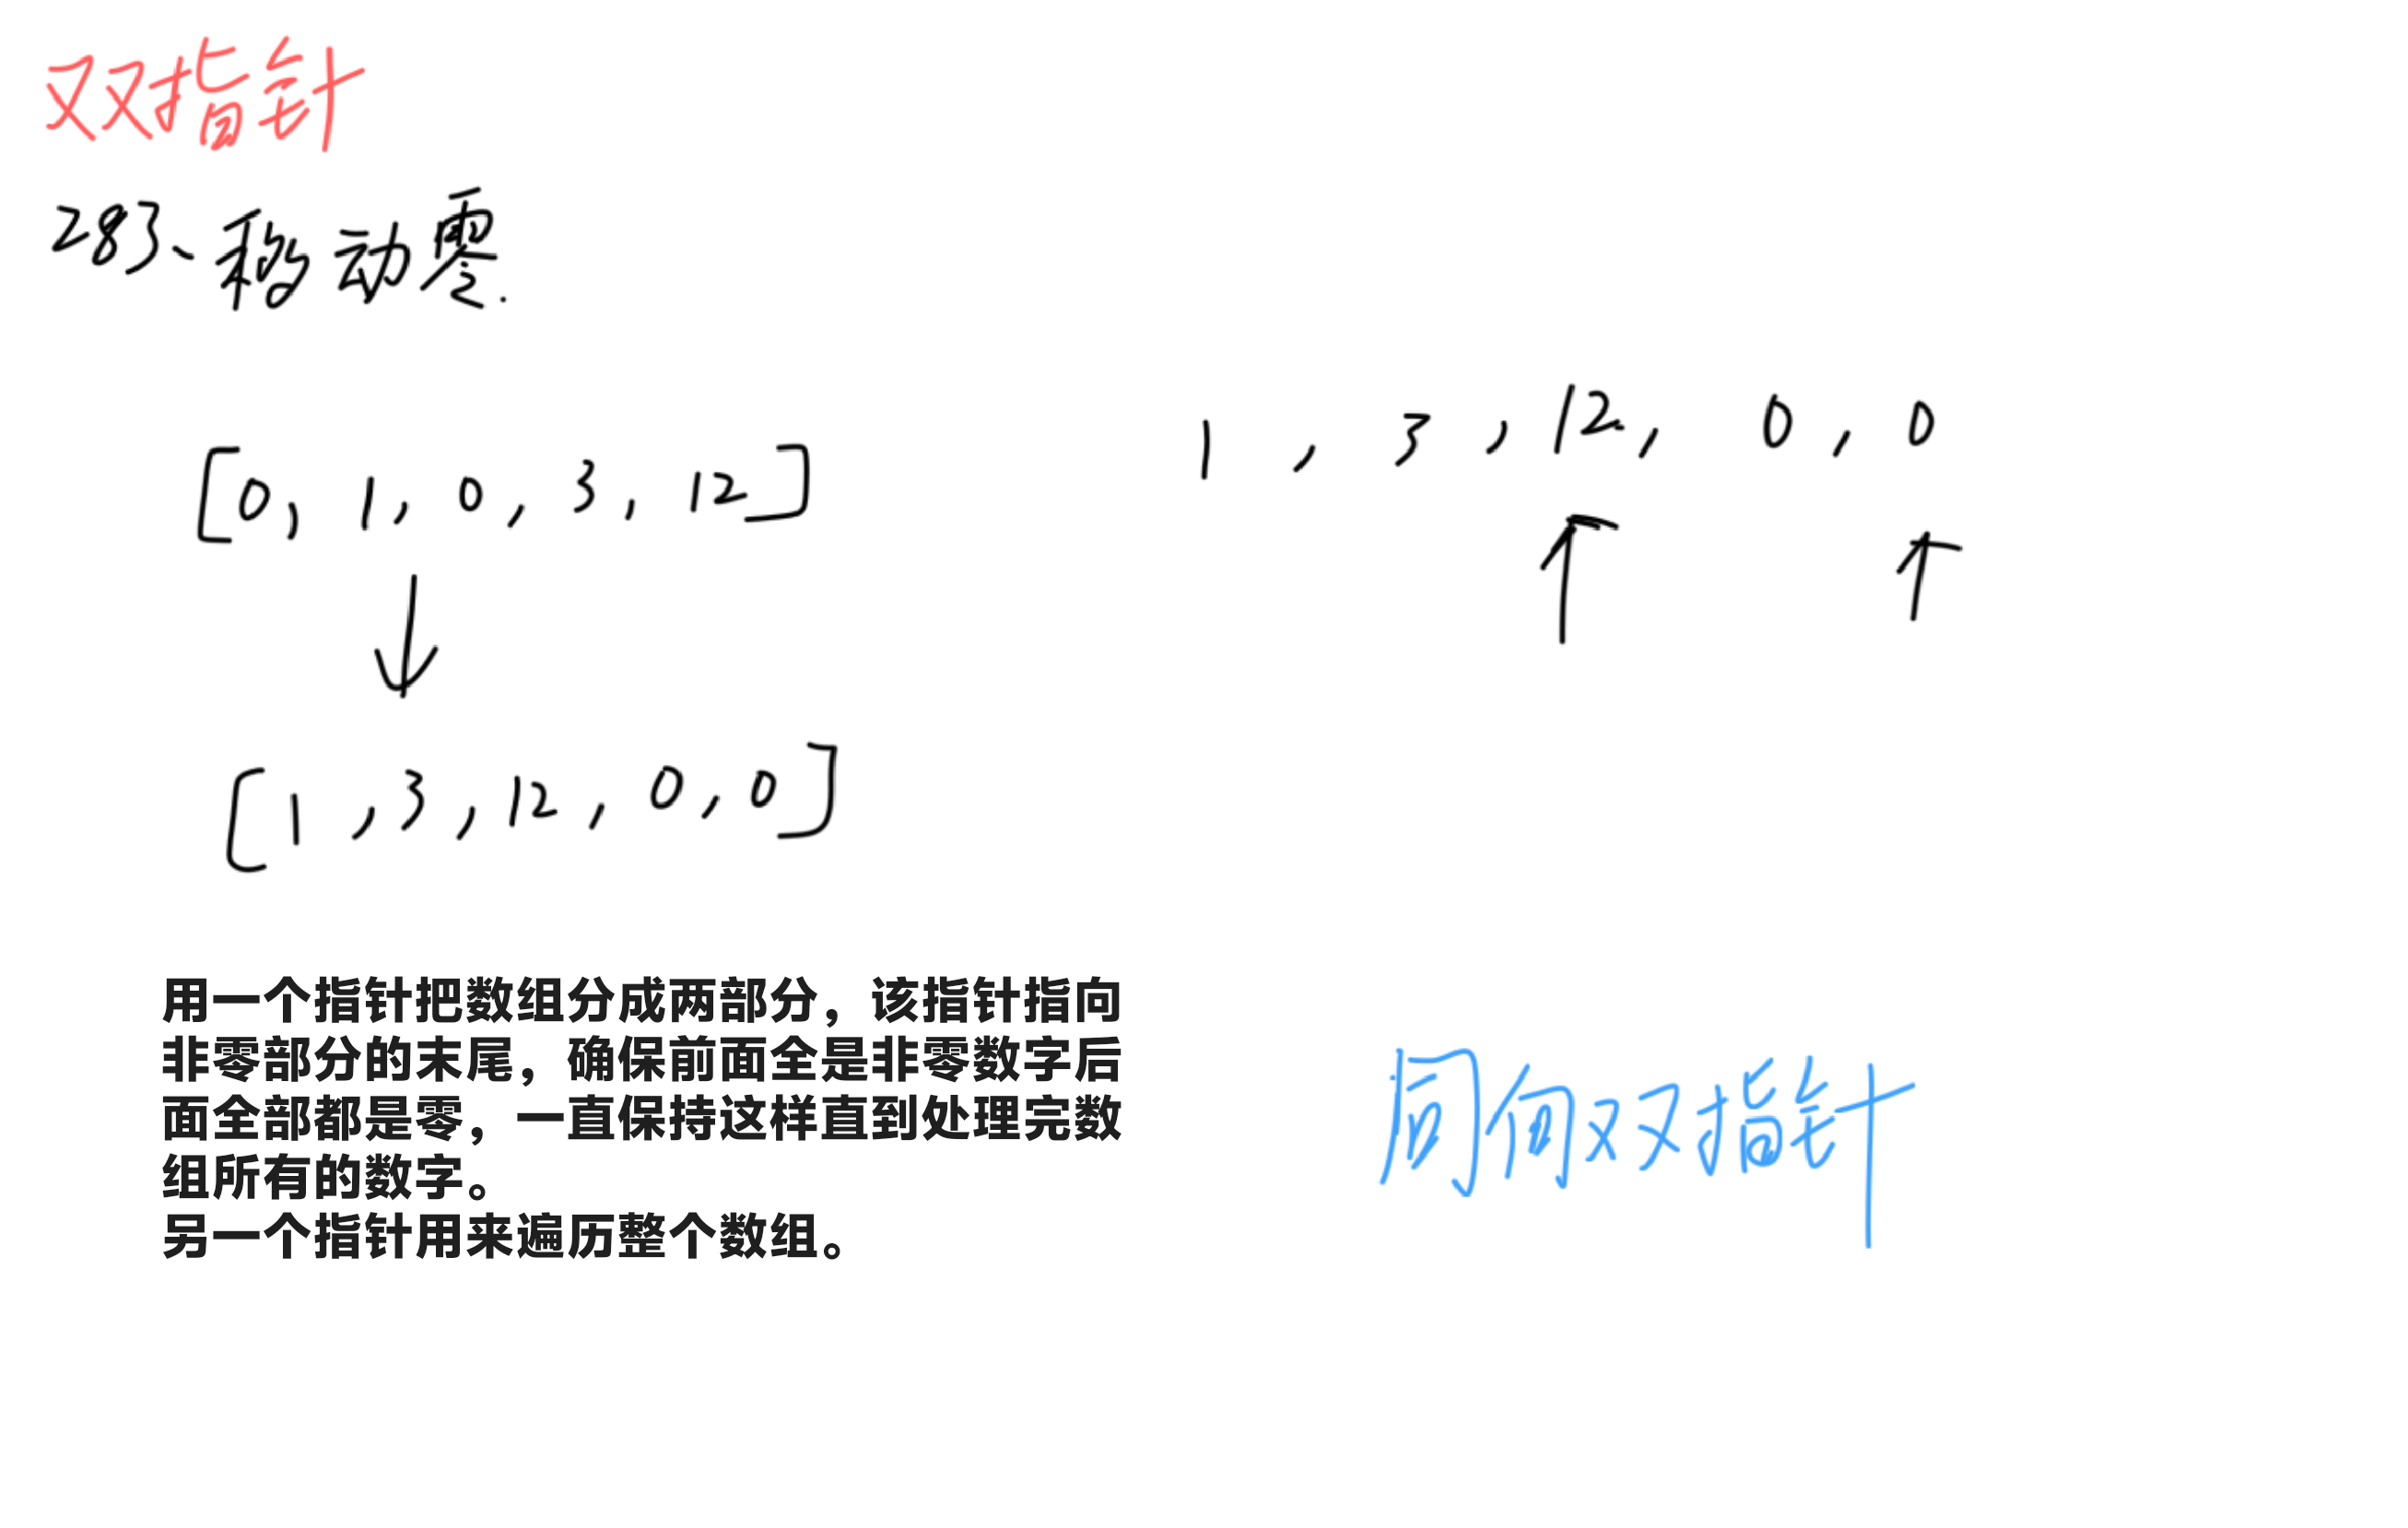 双指针
283、移动零.
[0, 1, 0, 3, 12]
[1, 3, 12, 0, 0]
1, 3, 12, 0, 0
用一个指针把数组分成两部分，该指针指向
非零部分的末尾，确保前面全是非零数字后
面全部都是零，一直保持这样直到处理完数
组所有的数字。
另一个指针用来遍历整个数组。
同向双指针